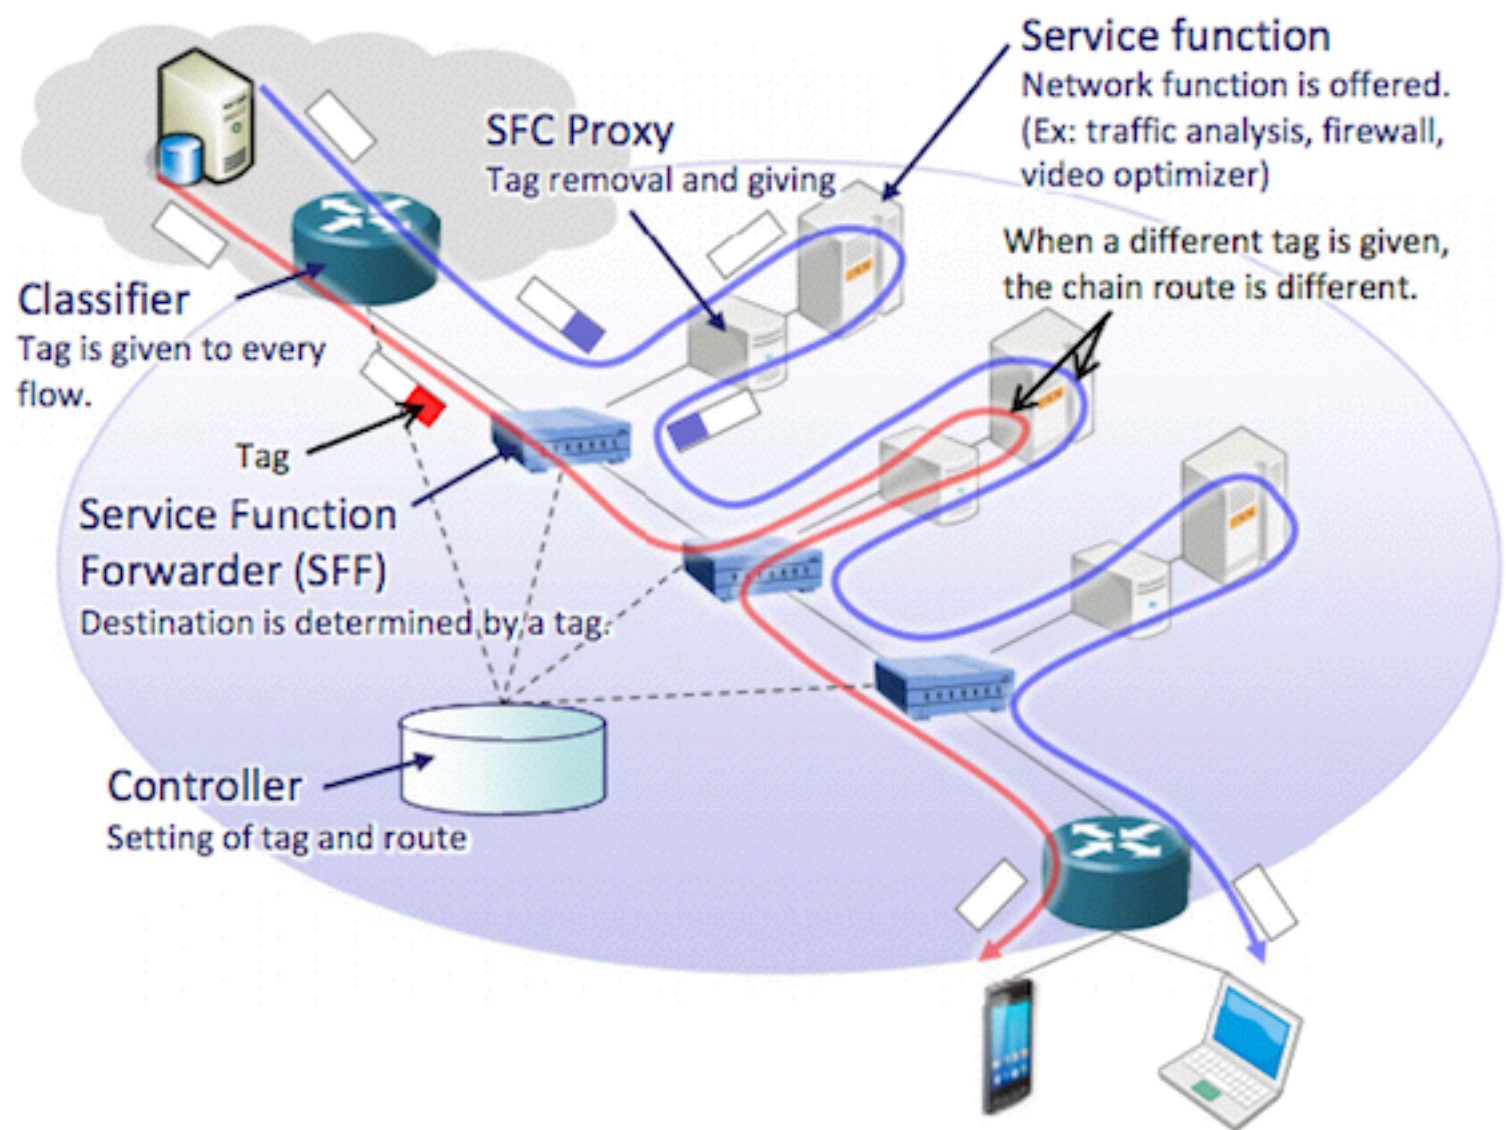 Service function
Network function is offered.
(Ex: traffic analysis, firewall,
video optimizer)
SFC Proxy
Tag removal and giving
When a different tag is given,
the chain route is different.
Classifier
Tag is given to every
flow.
Tag
Service Function
Forwarder (SFF)
Destination is determined by a tag.
Controller
Setting of tag and route